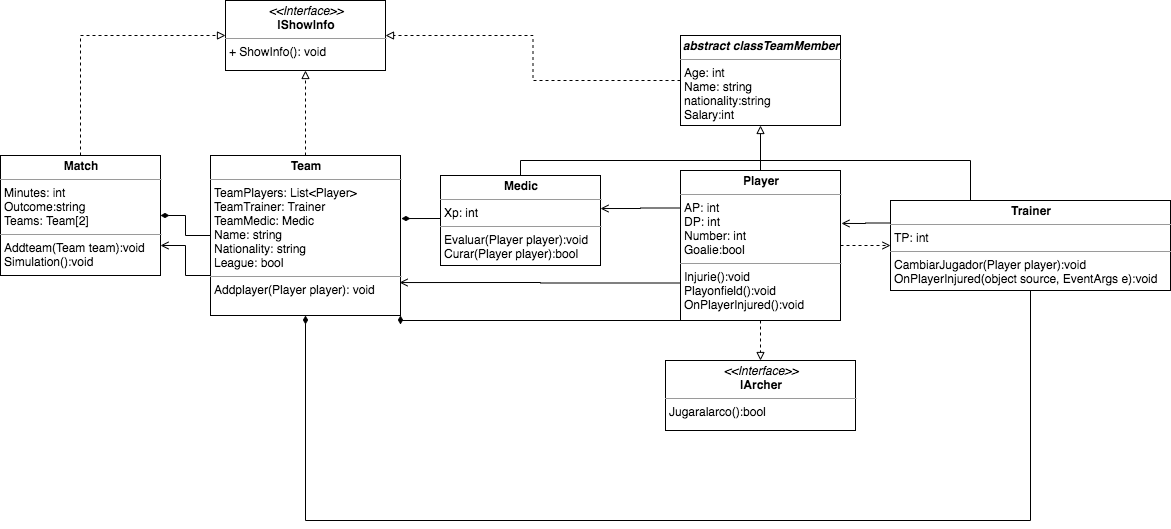 <<Interface>>
IShowInfo
+ ShowInfo(): void
abstract classTeamMember
Age: int
Name: string
nationality:string
Salary:int
Match
Minutes: int
Outcome:string
Teams: Team[2]
Addteam(Team team):void
Simulation():void
Team
TeamPlayers: List<Player>
TeamTrainer: Trainer
TeamMedic: Medic
Name: string
Nationality: string
League: bool
Addplayer(Player player): void
Medic
Xp: int
Evaluar(Player player):void
Curar(Player player):bool
Player
AP: int
DP: int
Number: int
Goalie:bool
Injurie():void
Playonfield():void
OnPlayerInjured():void
Trainer
TP: int
CambiarJugador(Player player):void
OnPlayerInjured(object source, EventArgs e):void
<<Interface>>
IArcher
Jugaralarco():bool